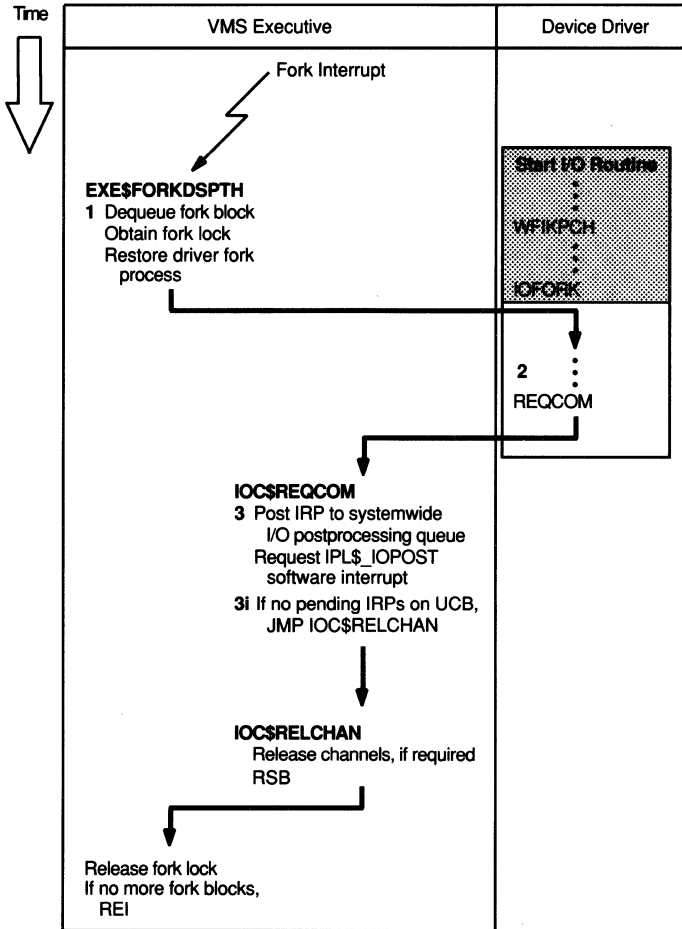 Time
VMS Executive
Device Driver
Fork Interrupt
Start I/O Routine
WFIKPCH
IOFORK
EXE$FORKDSPTH
1 Dequeue fork block
Obtain fork lock
Restore driver fork
process
2
REQCOM
IOC$REQCOM
3 Post IRP to systemwide
I/O postprocessing queue
Request IPL$_IOPOST
software interrupt
3i If no pending IRPs on UCB,
JMP IOC$RELCHAN
IOC$RELCHAN
Release channels, if required
RSB
Release fork lock
If no more fork blocks,
REI